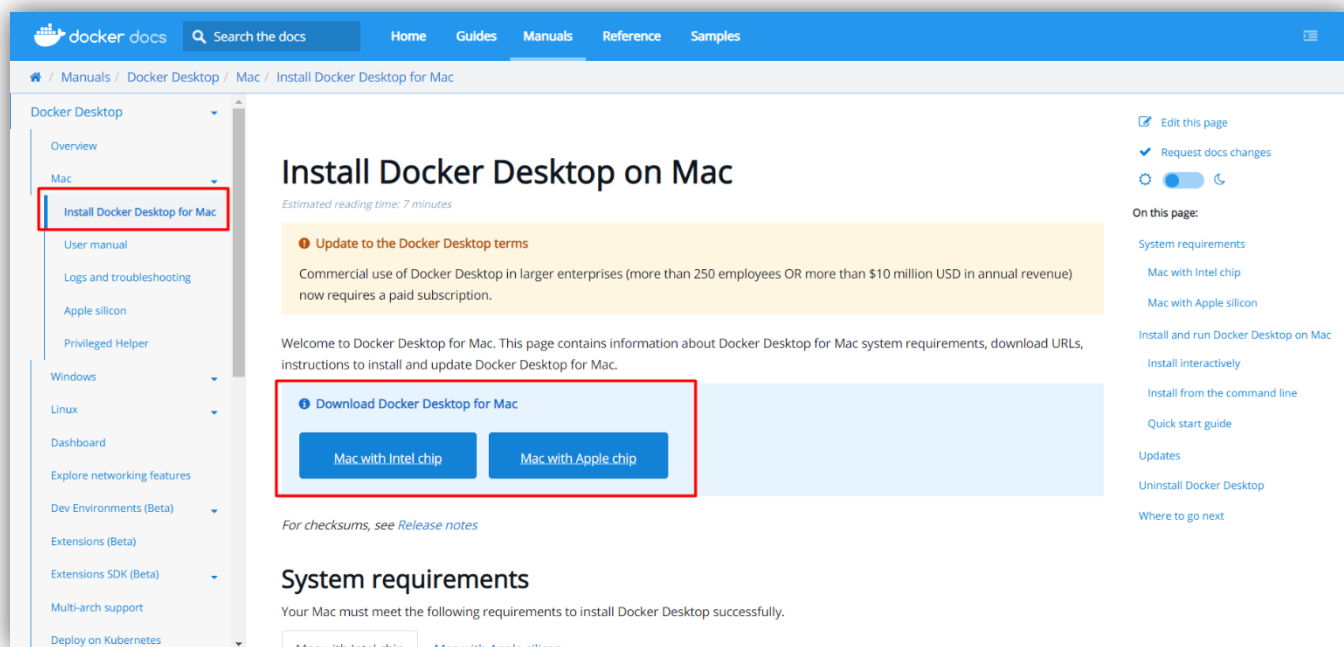 docker docs
Search the docs
Home
Guides
Manuals
Reference
Samples
/ Manuals / Docker Desktop / Mac / Install Docker Desktop for Mac
Docker Desktop
Overview
Mac
Install Docker Desktop for Mac
User manual
Logs and troubleshooting
Apple silicon
Privileged Helper
Windows
Linux
Dashboard
Explore networking features
Dev Environments (Beta)
Extensions (Beta)
Extensions SDK (Beta)
Multi-arch support
Deploy on Kubernetes
Install Docker Desktop on Mac
Estimated reading time: 7 minutes
Update to the Docker Desktop terms
Commercial use of Docker Desktop in larger enterprises (more than 250 employees OR more than $10 million USD in annual revenue)
now requires a paid subscription.
Welcome to Docker Desktop for Mac. This page contains information about Docker Desktop for Mac system requirements, download URLs,
instructions to install and update Docker Desktop for Mac.
Download Docker Desktop for Mac
Mac with Intel chip
Mac with Apple chip
For checksums, see Release notes
System requirements
Your Mac must meet the following requirements to install Docker Desktop successfully.
Mac with Intel chip
Mac with Apple silicon
Edit this page
Request docs changes
On this page:
System requirements
Mac with Intel chip
Mac with Apple silicon
Install and run Docker Desktop on Mac
Install interactively
Install from the command line
Quick start guide
Updates
Uninstall Docker Desktop
Where to go next